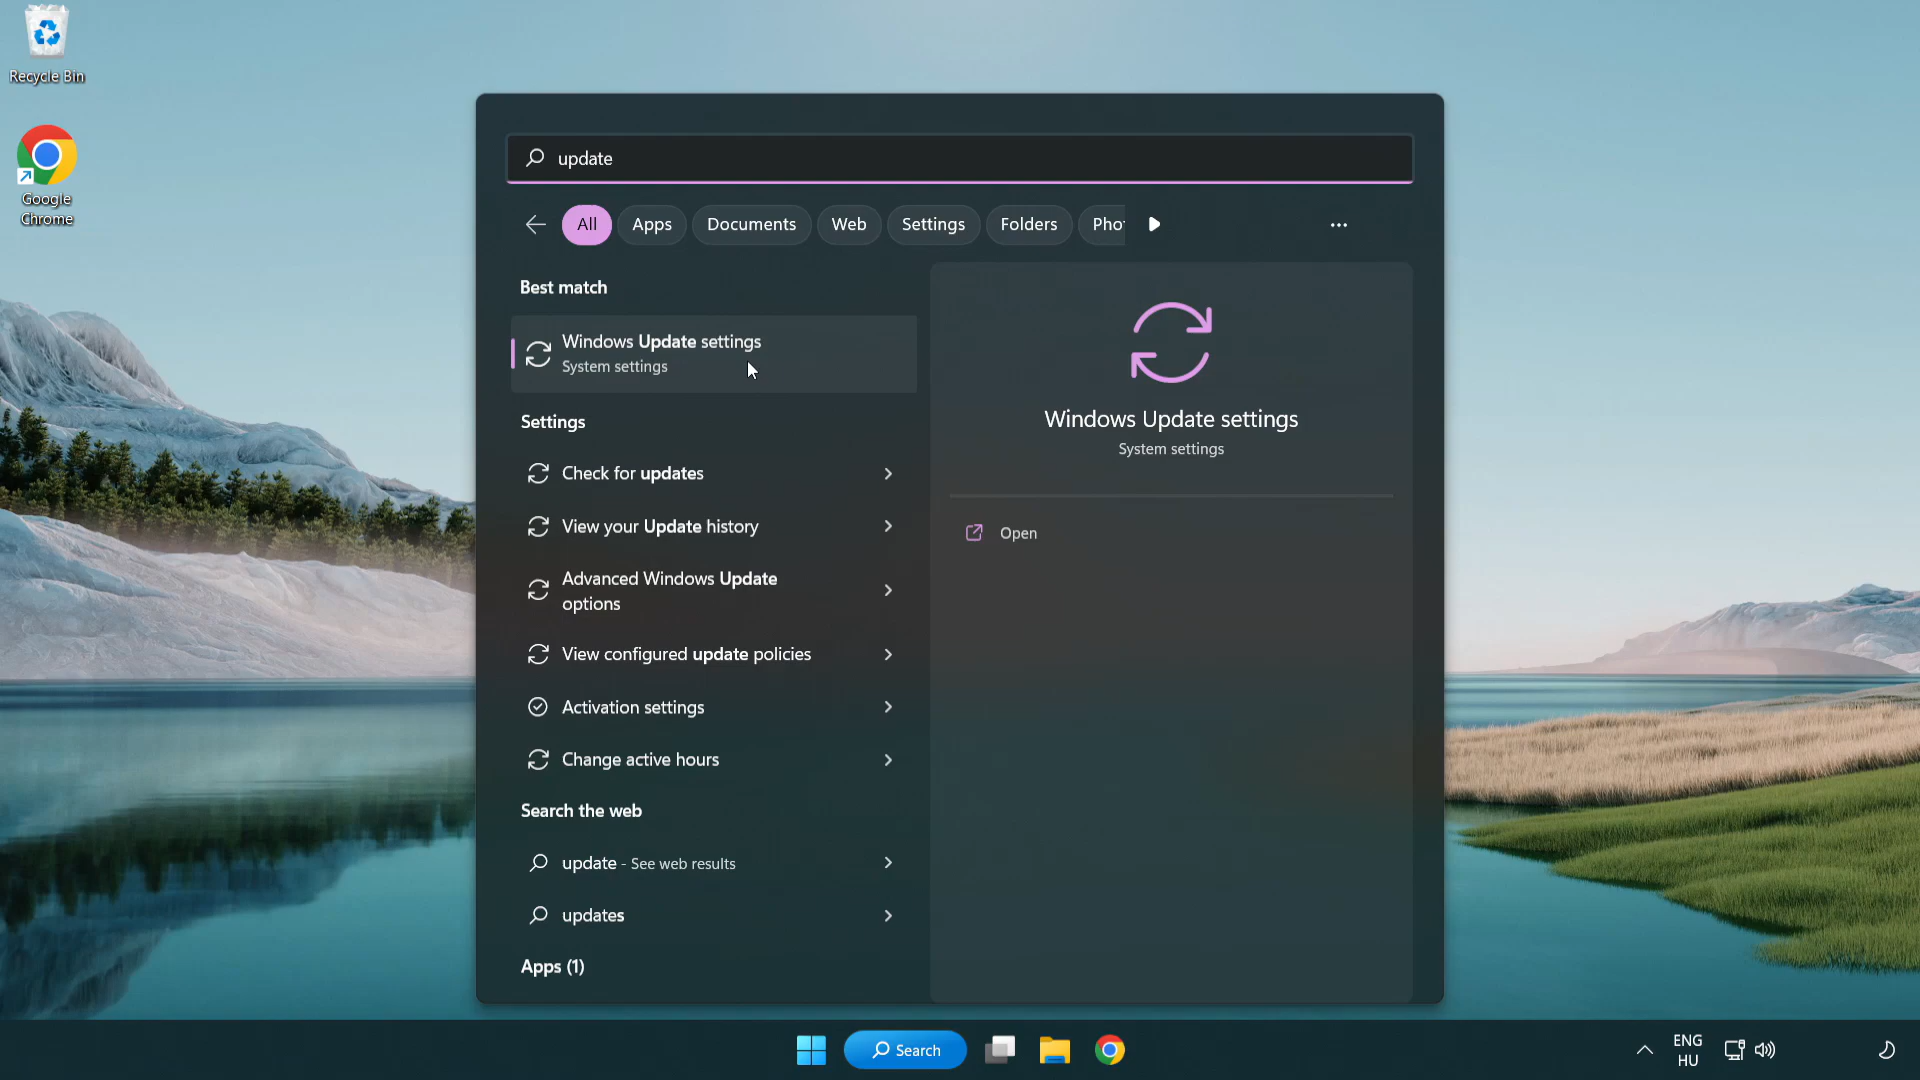 Recycle Bin
Google
Chrome
update
All
Apps
Documents
Web
Settings
Folders
Best match
Windows Update settings
System settings
Settings
Check for updates
View your Update history
Advanced Windows Update
options
View configured update policies
Activation settings
Change active hours
Search the web
update - See web results
updates
Apps (1)
Windows Update settings
System settings
Open
Search
ENG
HU